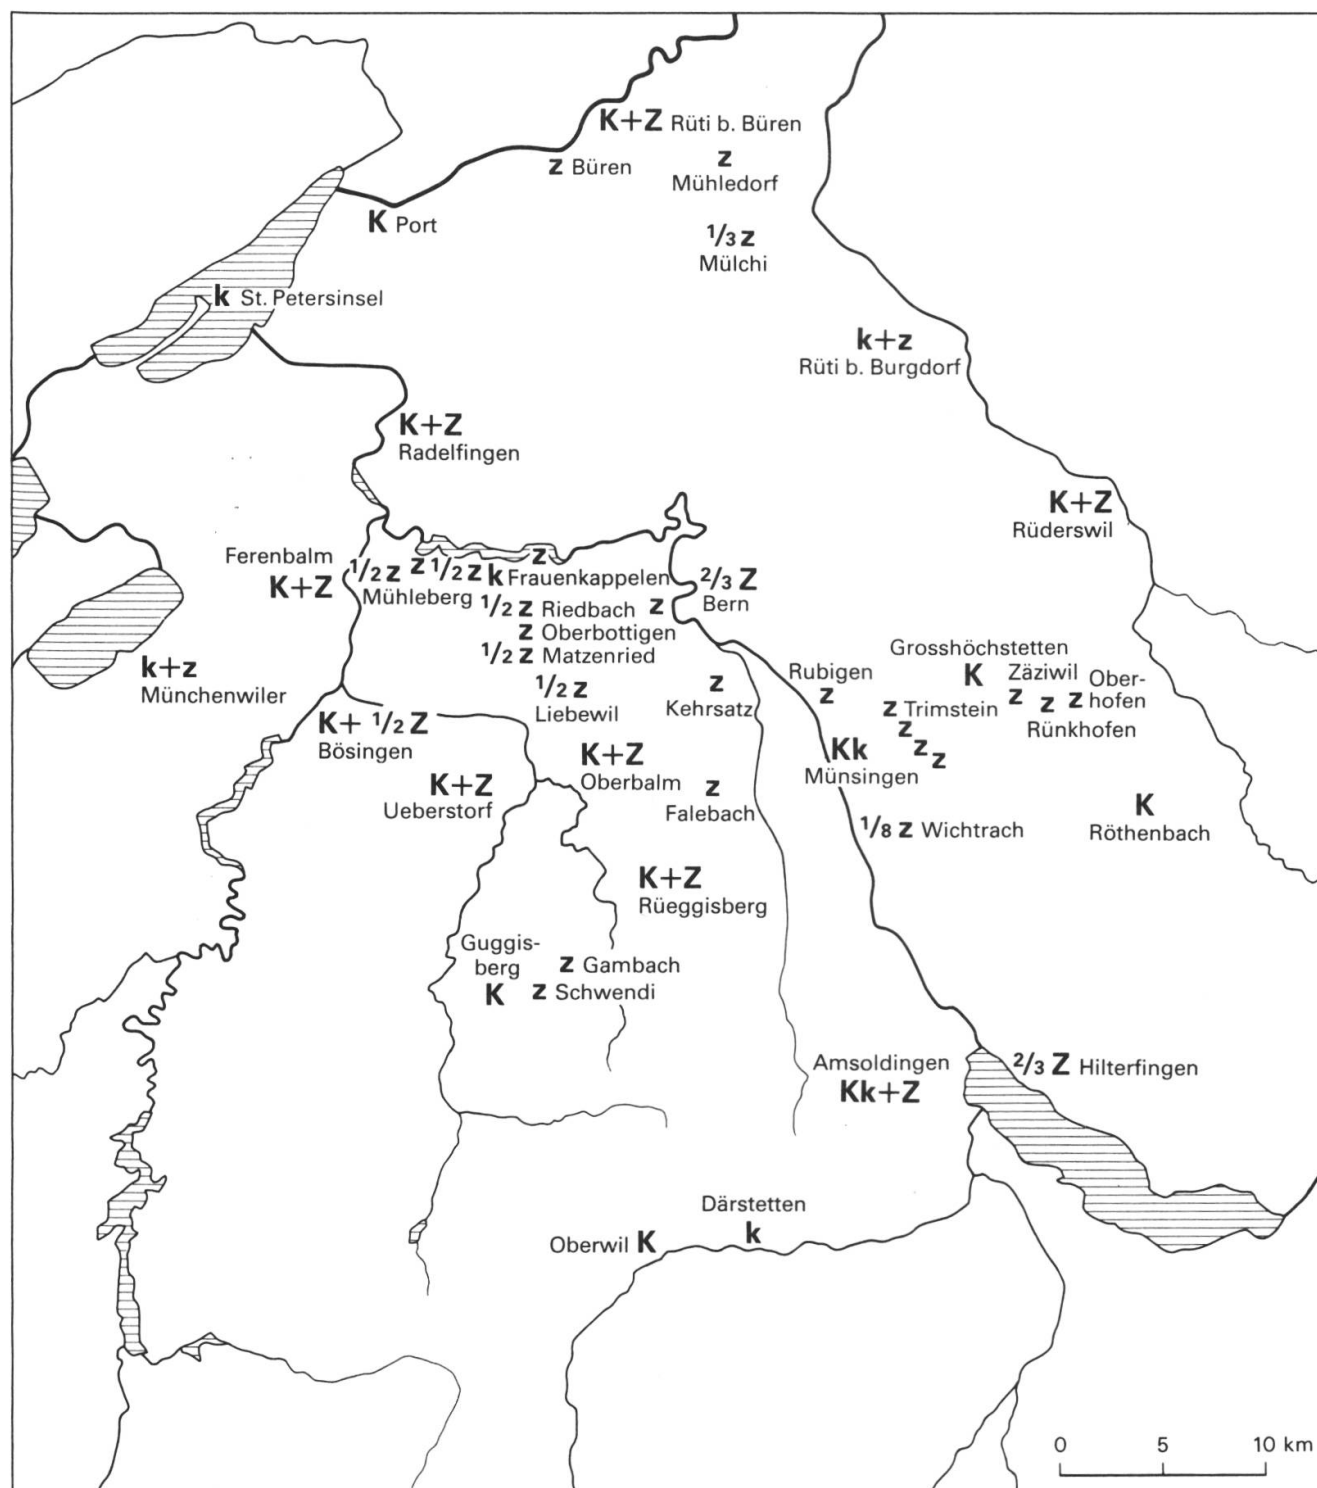 K+Z Rüti b. Büren
z Büren
z
Mühledorf
K Port
1/3 z
Mülchi
k St. Petersinsel
k+z
Rüti b. Burgdorf
K+Z
Radelfingen
K+Z
Rüderswil
Ferenbalm
K+Z
1/2 z z 1/2 z
Mühleberg
z
k Frauenkappelen
2/3 Z
Bern
1/2 z Riedbach z
z Oberbottigen
1/2 z Matzenried
k+z
Münchenwiler
1/2 z
Liebewil
z
Kehrsatz
Rubigen
z
Grosshöchstetten
K
Zäziwil
z z z
Ober-
hofen
Rünkhofen
z Trimstein
z
z
z
K+ 1/2 Z
Bösingen
K+Z
Ueberstorf
K+Z
Oberbalm
z
Falebach
Kk
Münsingen
1/8 z Wichtrach
K
Röthenbach
K+Z
Rüeggisberg
Guggis-
berg
K
z Gambach
z Schwendi
Amsoldingen
Kk+Z
2/3 Z Hilterfingen
Därstetten
k
Oberwil K
0 5 10 km